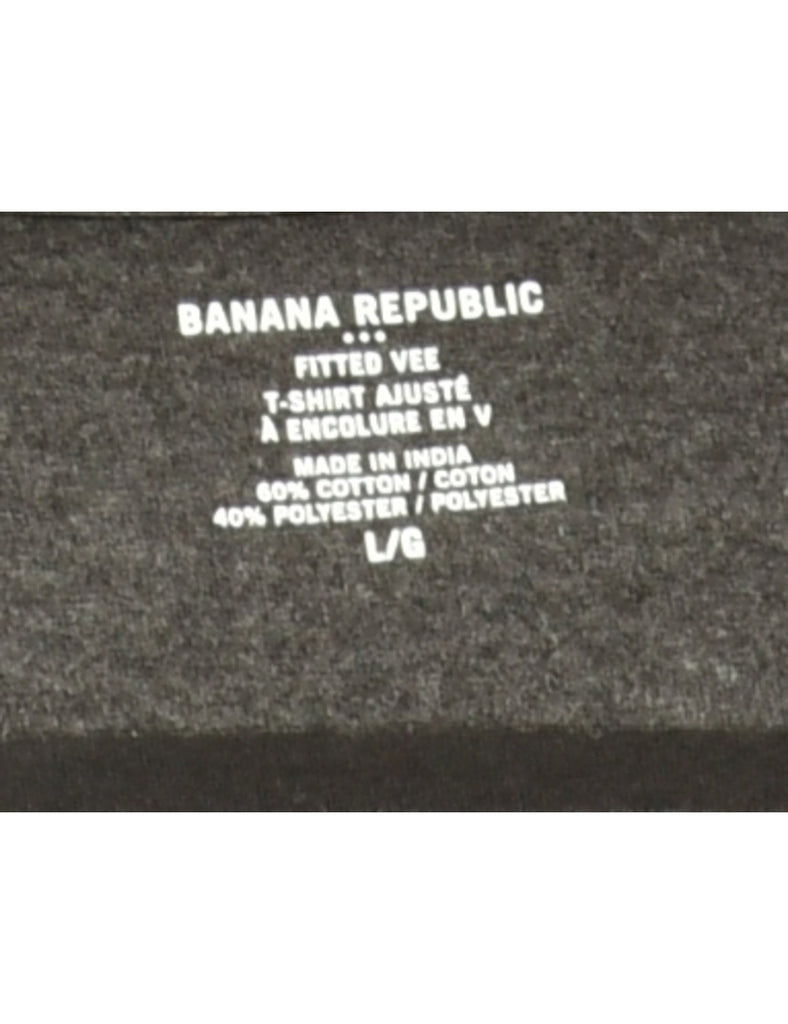 BANANA REPUBLIC
FITTED VEE
T-SHIRT AJUSTÉ
À ENCOLURE EN V
MADE IN INDIA
60% COTTON / COTON
40% POLYESTER / POLYESTER
L/G